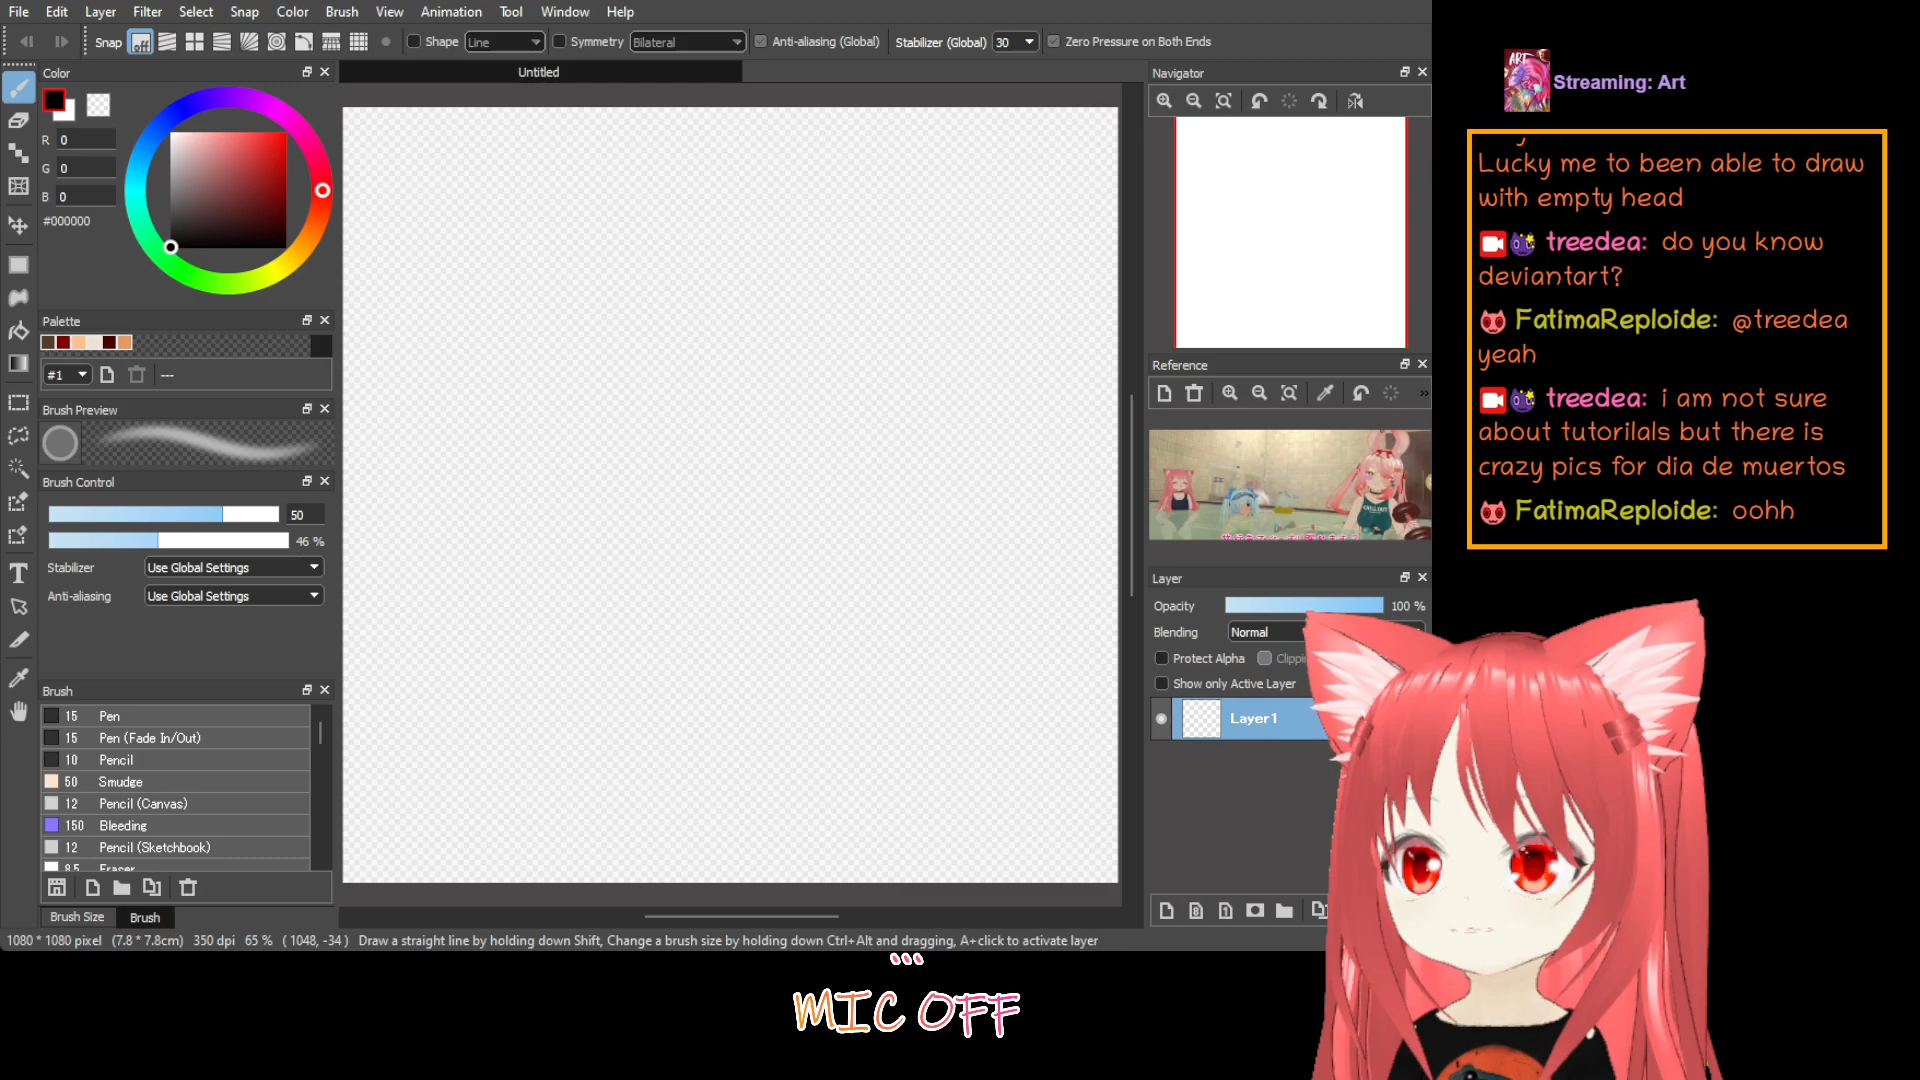 File Edit Layer Filter Select Snap Color Brush View Animation Tool Window Help
Snap off Shape Line Symmetry Bilateral Anti-aliasing (Global) Stabilizer (Global) 30 Zero Pressure on Both Ends
Color
R 0
G 0
B 0
#000000
Palette
#1 ---
Brush Preview
Brush Control
50
46 %
Stabilizer Use Global Settings
Anti-aliasing Use Global Settings
Brush
15 Pen
15 Pen (Fade In/Out)
10 Pencil
50 Smudge
12 Pencil (Canvas)
150 Bleeding
12 Pencil (Sketchbook)
8.5 Eraser
Brush Size Brush
Untitled
Navigator
Reference
CHILLOUT
Layer
Opacity 100 %
Blending Normal
Protect Alpha
Show only Active Layer
Layer1
1080 * 1080 pixel (7.8 * 7.8cm) 350 dpi 65 % ( 1048, -34 ) Draw a straight line by holding down Shift, Change a brush size by holding down Ctrl+Alt and dragging, A+click to activate layer
MIC OFF
ART
Streaming: Art
Lucky me to been able to draw
with empty head
treedea: do you know
deviantart?
FatimaReploide: @treedea
yeah
treedea: i am not sure
about tutorilals but there is
crazy pics for dia de muertos
FatimaReploide: oohh